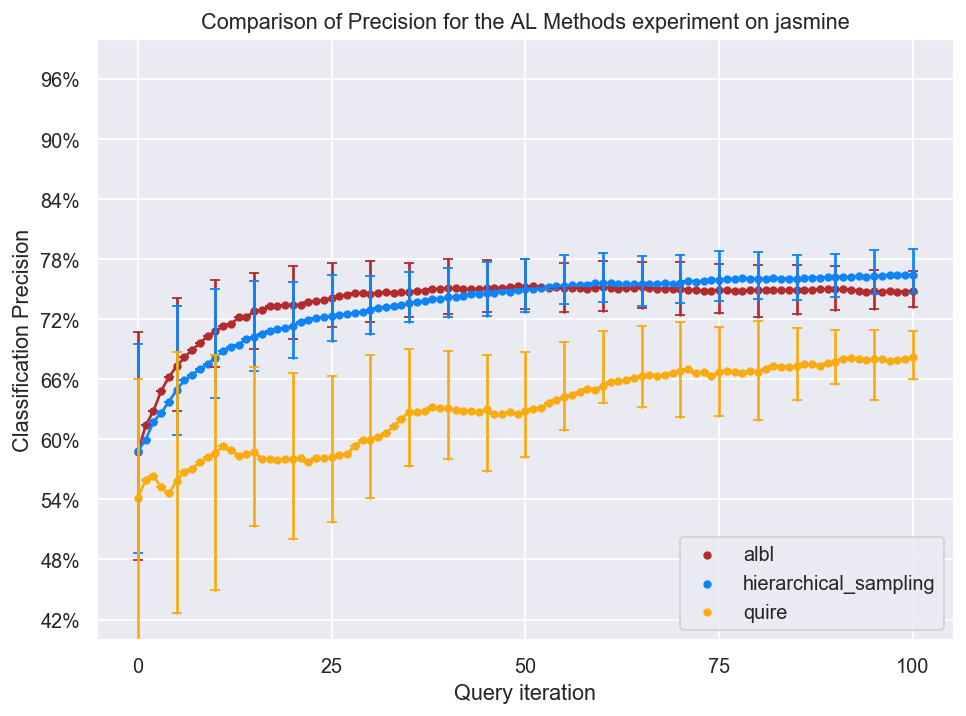 Comparison of Precision for the AL Methods experiment on jasmine
Classification Precision
96%
90%
84%
78%
72%
66%
60%
54%
48%
42%
albl
hierarchical_sampling
quire
0 25 50 75 100
Query iteration